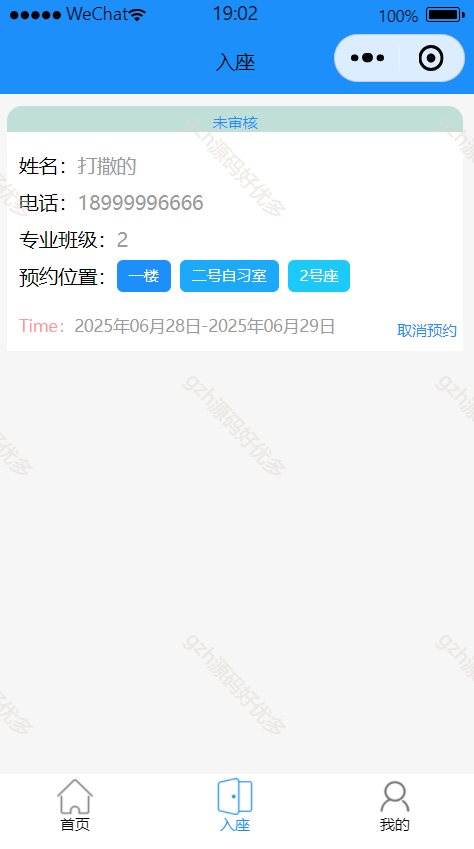 WeChat 19:02 100%
入座
未审核
姓名：打撒的
电话：18999996666
专业班级：2
预约位置：一楼 二号自习室 2号座
Time：2025年06月28日-2025年06月29日
取消预约
首页 入座 我的
gzh源码好优多
gzh源码好优多
gzh源码好优多